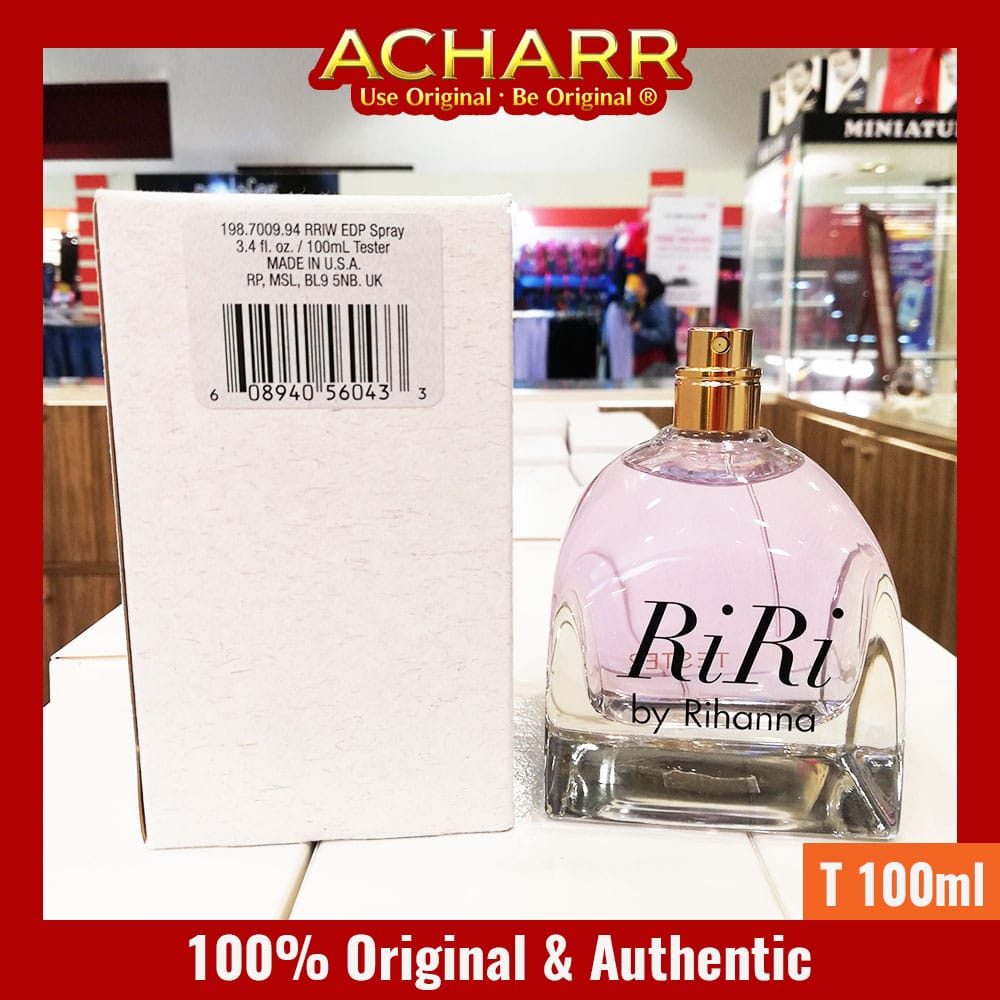 ACHARR
Use Original · Be Original ®
MINIATU
198.7009.94 RRIW EDP Spray
3.4 fl. oz. / 100mL Tester
MADE IN U.S.A.
RP, MSL, BL9 5NB. UK
6 08940 56043 3
RiRi
TESTER
by Rihanna
T 100ml
100% Original & Authentic